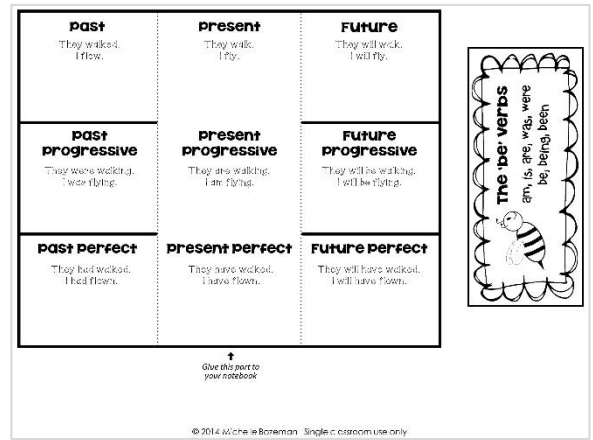 Past
They walked.
I flew.
Present
They walk.
I fly.
Future
They will walk.
I will fly.
Past
Progressive
They were walking.
I was flying.
Present
Progressive
They are walking.
I am flying.
Future
Progressive
They will be walking.
I will be flying.
Past Perfect
They had walked.
I had flown.
Present Perfect
They have walked.
I have flown.
Future Perfect
They will have walked.
I will have flown.
The 'be' verbs
am, is, are, was, were
be, being, been
Glue this part to
your notebook
© 2014 Michelle Bozeman Single classroom use only